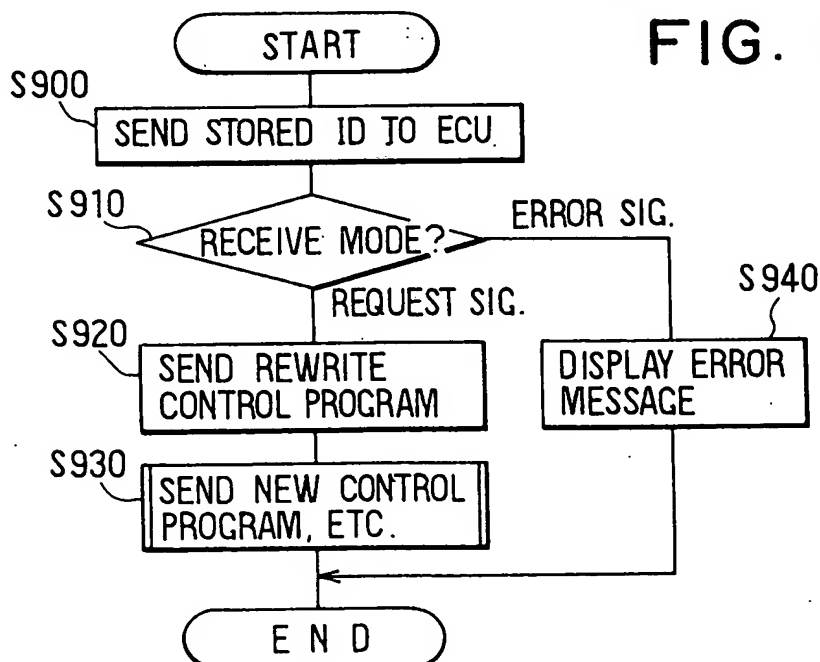 START
FIG.
S900
SEND STORED ID TO ECU
S910
RECEIVE MODE?
ERROR SIG.
REQUEST SIG.
S940
S920
SEND REWRITE
CONTROL PROGRAM
DISPLAY ERROR
MESSAGE
S930
SEND NEW CONTROL
PROGRAM, ETC.
END